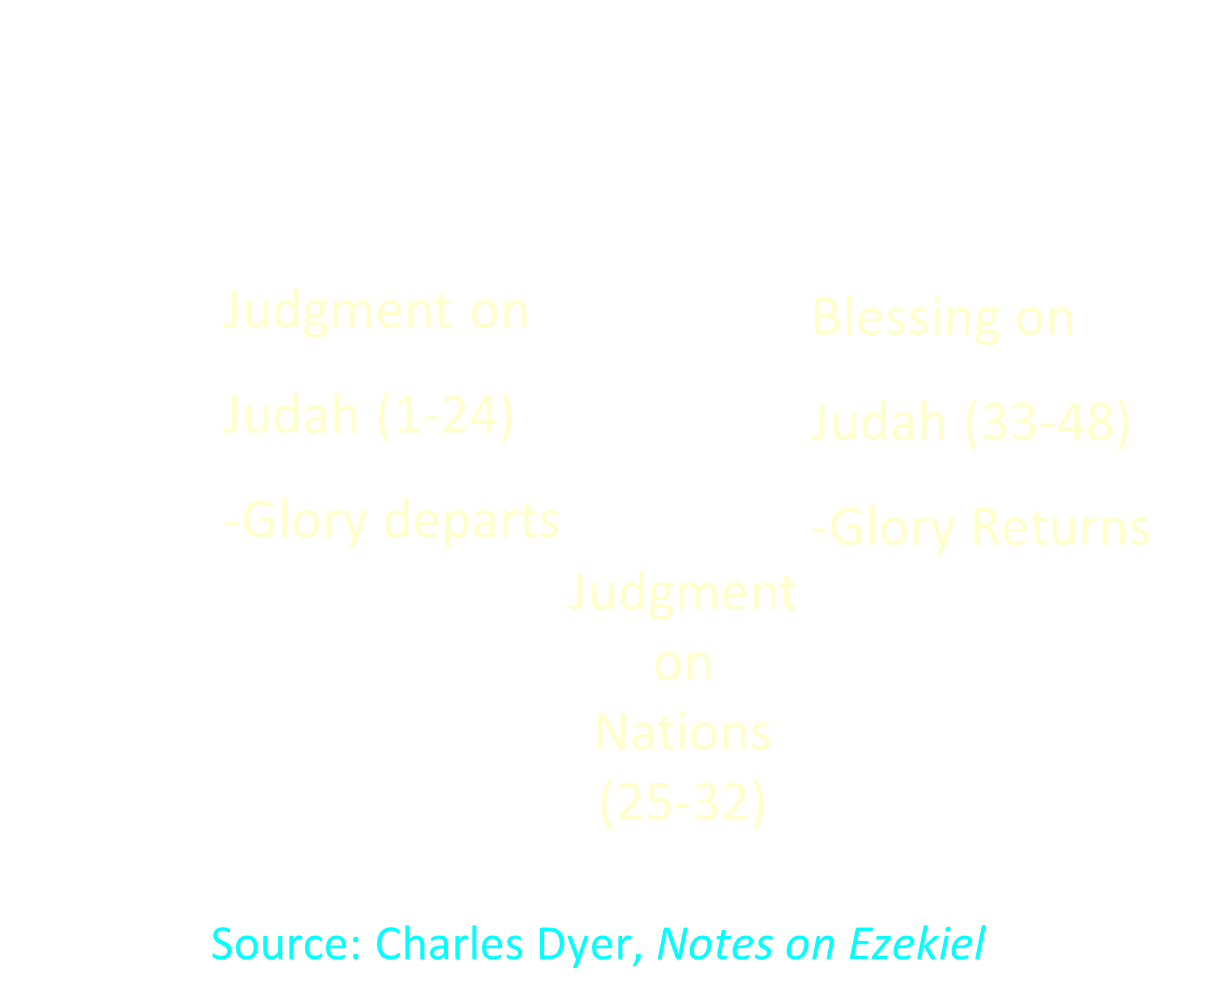 Judgment on
Judah (1-24)
-Glory departs
Blessing on
Judah (33-48)
-Glory Returns
Judgment
on
Nations
(25-32)
Source: Charles Dyer, Notes on Ezekiel